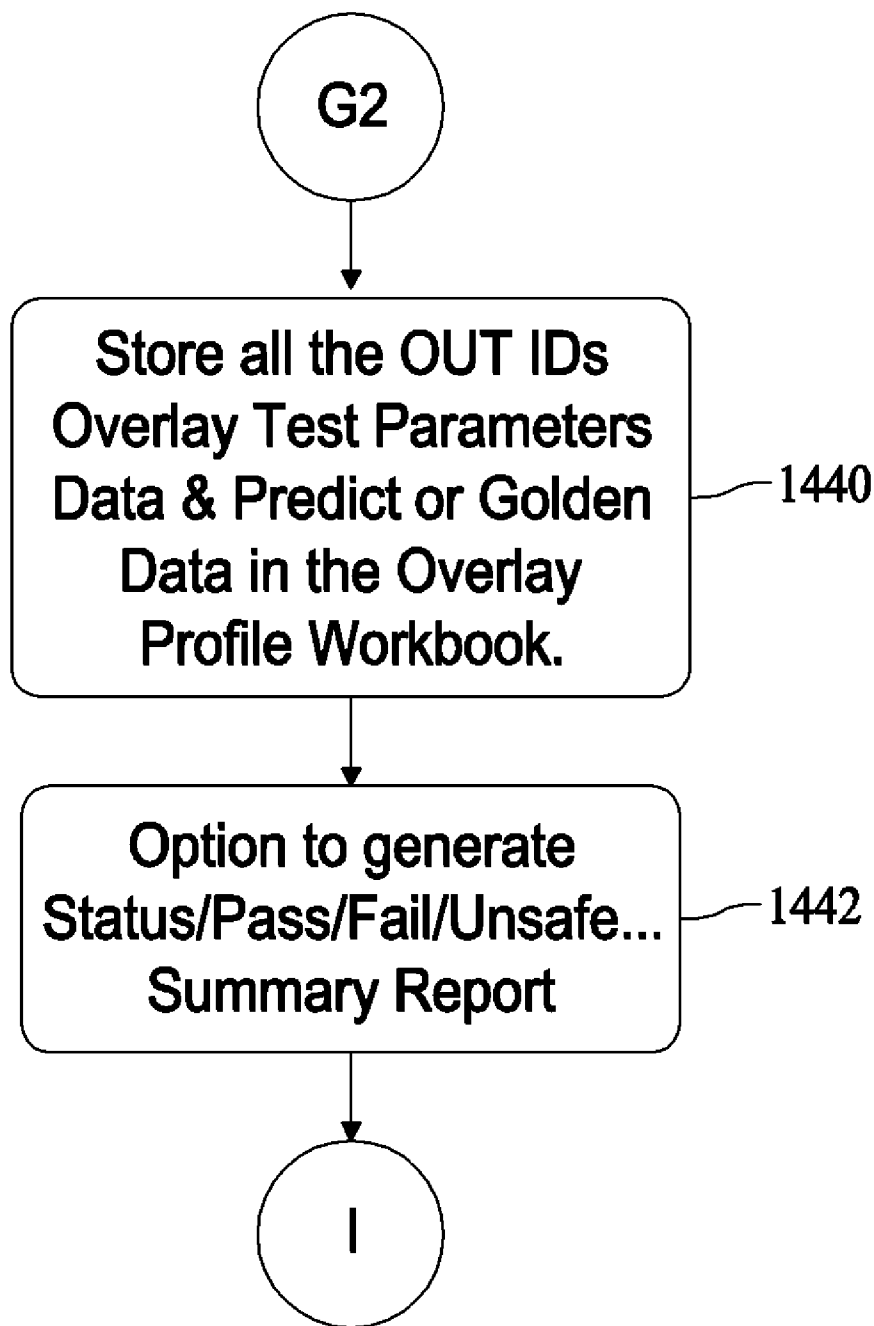 G2
Store all the OUT IDs
Overlay Test Parameters
Data & Predict or Golden
Data in the Overlay
Profile Workbook.
1440
Option to generate
Status/Pass/Fail/Unsafe...
Summary Report
1442
I